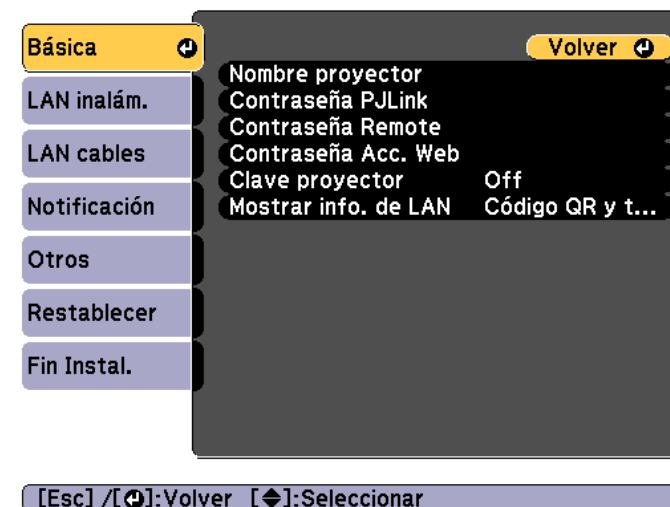 Básica
Volver
Nombre proyector
LAN inalám.
Contraseña PJLink
Contraseña Remote
LAN cables
Contraseña Acc. Web
Clave proyector Off
Notificación
Mostrar info. de LAN Código QR y t...
Otros
Restablecer
Fin Instal.
[Esc] /[ ]:Volver [ ]:Seleccionar